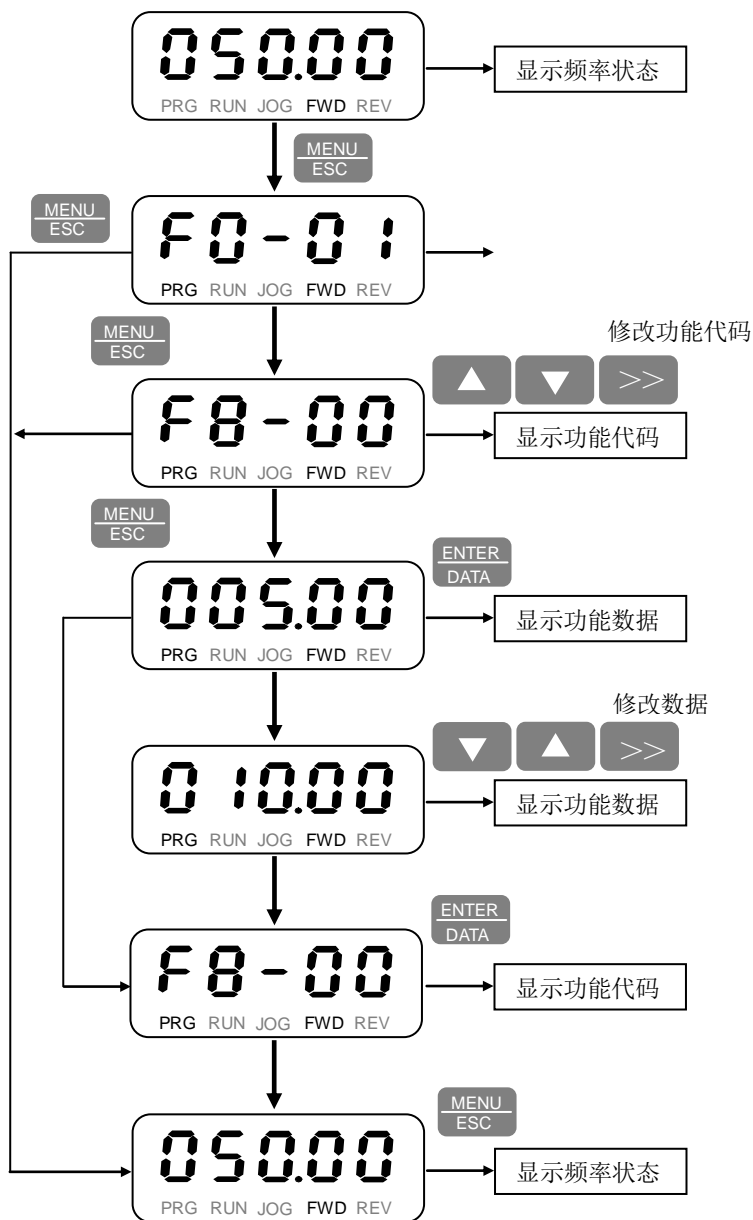 050.00
显示频率状态
PRG RUN JOG FWD REV
MENU
ESC
MENU
ESC
F0-01
PRG RUN JOG FWD REV
MENU
ESC
修改功能代码
>>
F8-00
显示功能代码
PRG RUN JOG FWD REV
MENU
ESC
ENTER
DATA
005.00
显示功能数据
PRG RUN JOG FWD REV
修改数据
>>
010.00
显示功能数据
PRG RUN JOG FWD REV
ENTER
DATA
F8-00
显示功能代码
PRG RUN JOG FWD REV
MENU
ESC
050.00
显示频率状态
PRG RUN JOG FWD REV